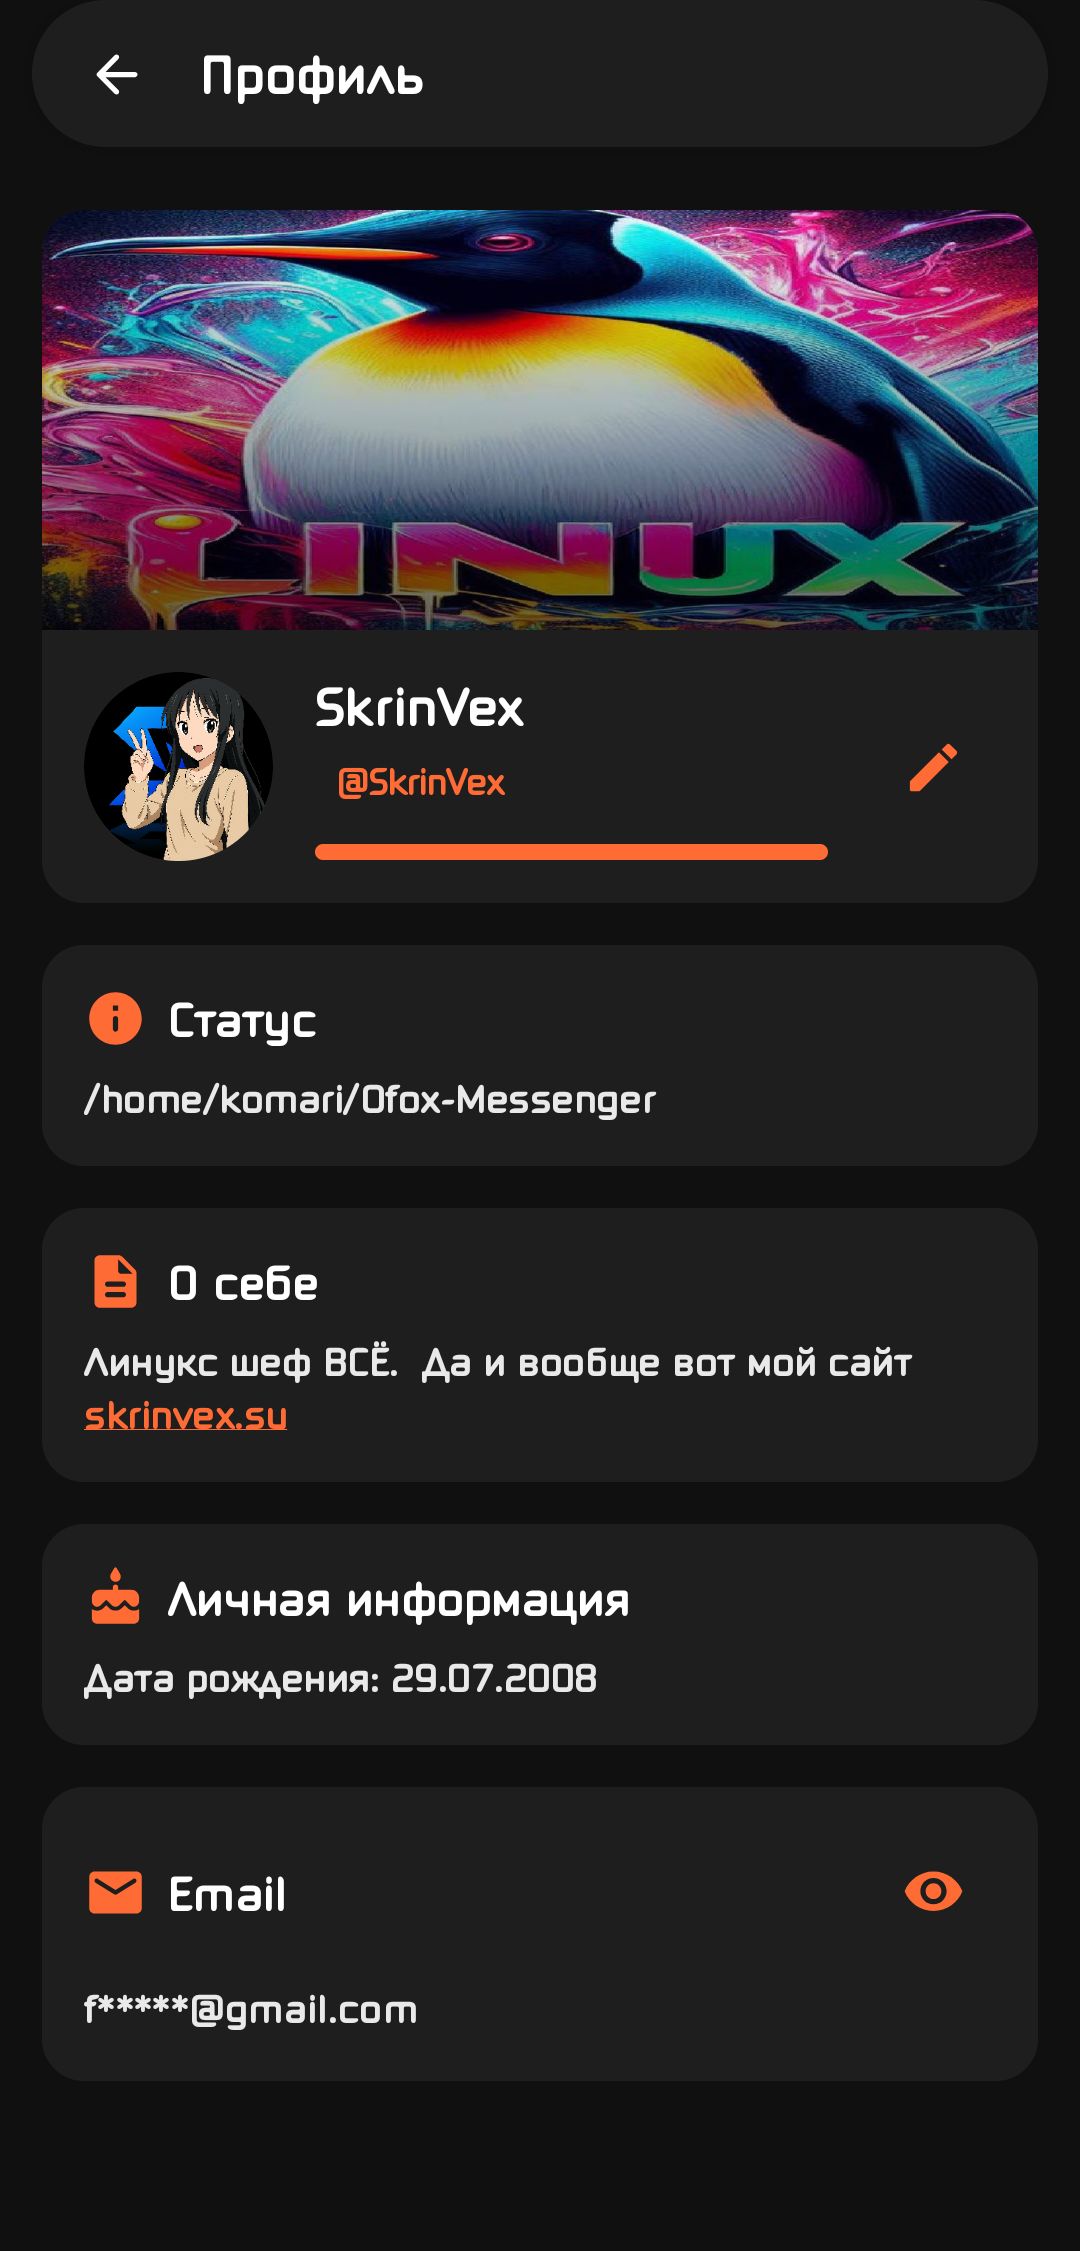 Профиль
LINUX
SkrinVex
@SkrinVex
Статус
/home/komari/0fox-Messenger
О себе
Линукс шеф ВСЁ.  Да и вообще вот мой сайт
skrinvex.su
Личная информация
Дата рождения: 29.07.2008
Email
f*****@gmail.com